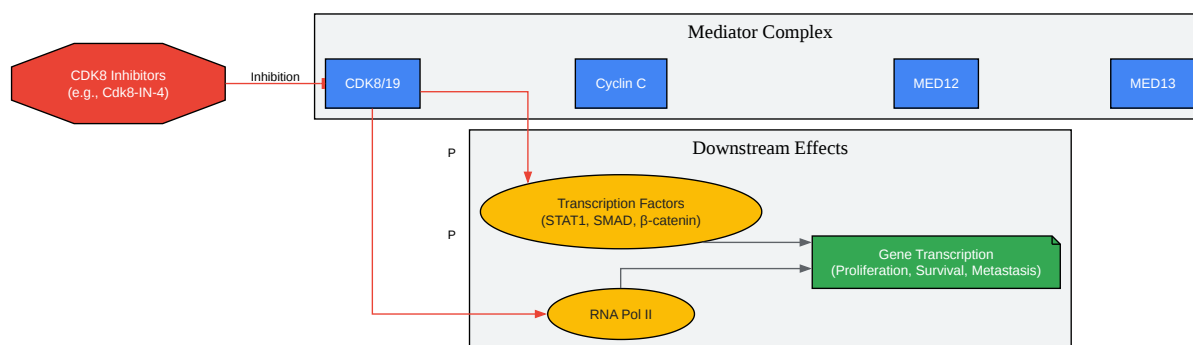 Mediator Complex
CDK8 Inhibitors
(e.g., Cdk8-IN-4)
Inhibition
CDK8/19
Cyclin C
MED12
MED13
P
Downstream Effects
Transcription Factors
(STAT1, SMAD, β-catenin)
P
Gene Transcription
(Proliferation, Survival, Metastasis)
RNA Pol II